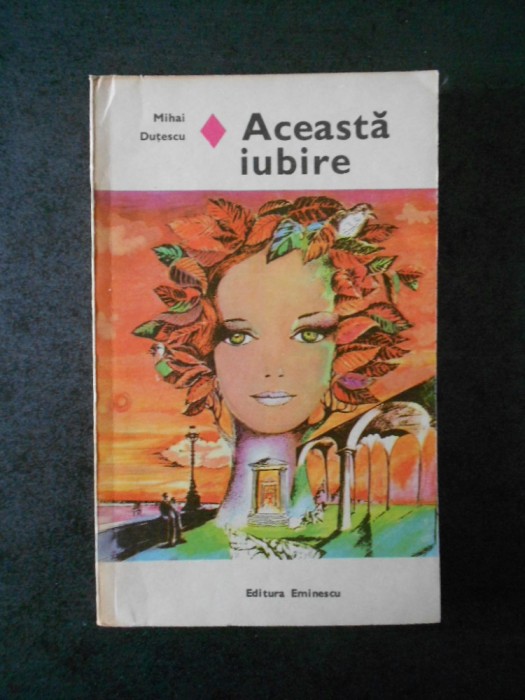 Mihai
Duțescu
Această
iubire
Editura Eminescu